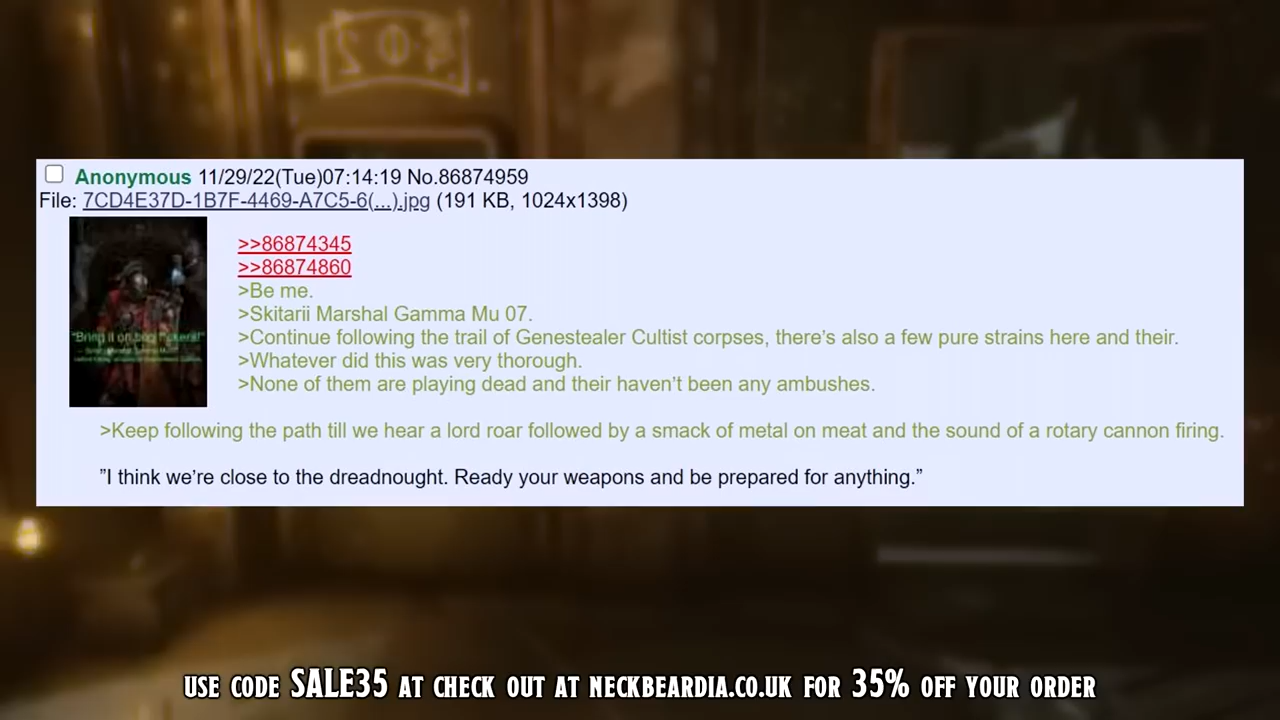 Anonymous 11/29/22(Tue)07:14:19 No.86874959
File: 7CD4E37D-1B7F-4469-A7C5-6(...).jpg (191 KB, 1024x1398)
>>86874345
>>86874860
>Be me.
>Skitarii Marshal Gamma Mu 07.
>Continue following the trail of Genestealer Cultist corpses, there's also a few pure strains here and their.
>Whatever did this was very thorough.
>None of them are playing dead and their haven't been any ambushes.
>Keep following the path till we hear a lord roar followed by a smack of metal on meat and the sound of a rotary cannon firing.
”I think we're close to the dreadnought. Ready your weapons and be prepared for anything.”
USE CODE SALE35 AT CHECK OUT AT NECKBEARDIA.CO.UK FOR 35% OFF YOUR ORDER